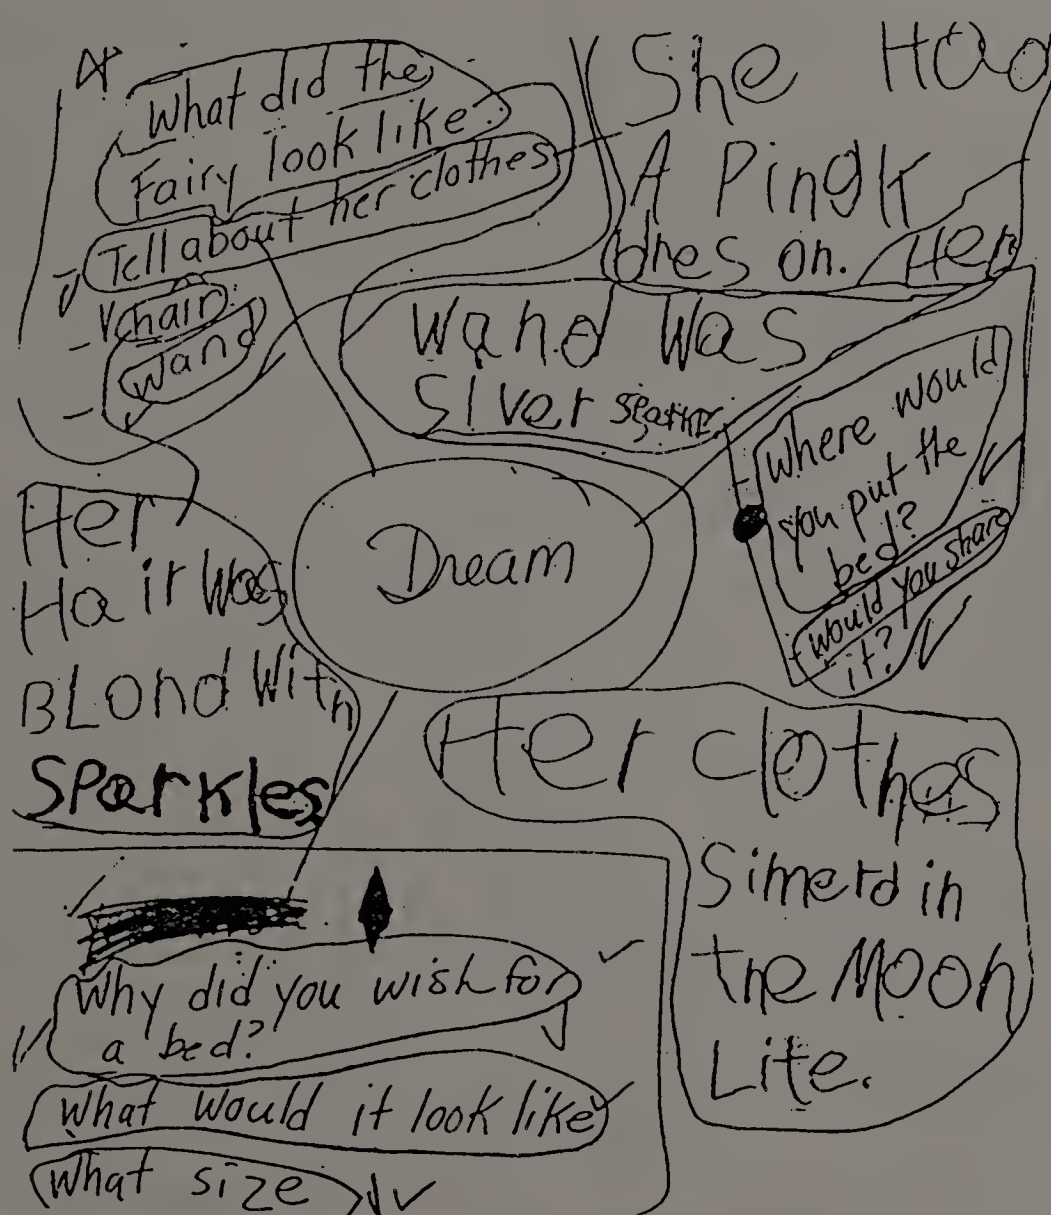 What did the
Fairy look like.
Tell about her clothes
hair
wand
She Had
A Pingk
dres on. Her
Wand Was
Silver sparke
Where would
you put the
bed?
would you share
it?
Dream
Her
Hair Was
BLond With
SParkles
Her clothes
Simerd in
the Moon
Lite.
Why did you wish for
a bed?
What would it look like
What size